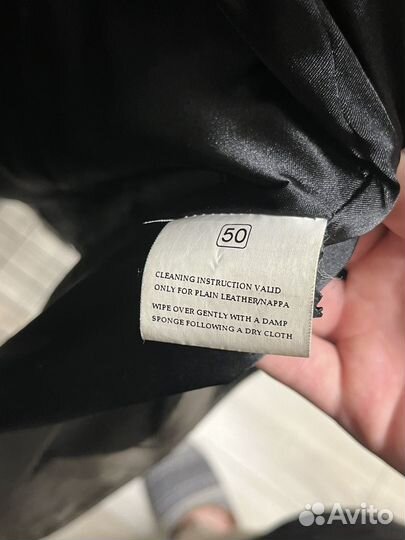 50
CLEANING INSTRUCTION VALID
ONLY FOR PLAIN LEATHER/NAPPA
WIPE OVER GENTLY WITH A DAMP
SPONGE FOLLOWING A DRY CLOTH
Avito